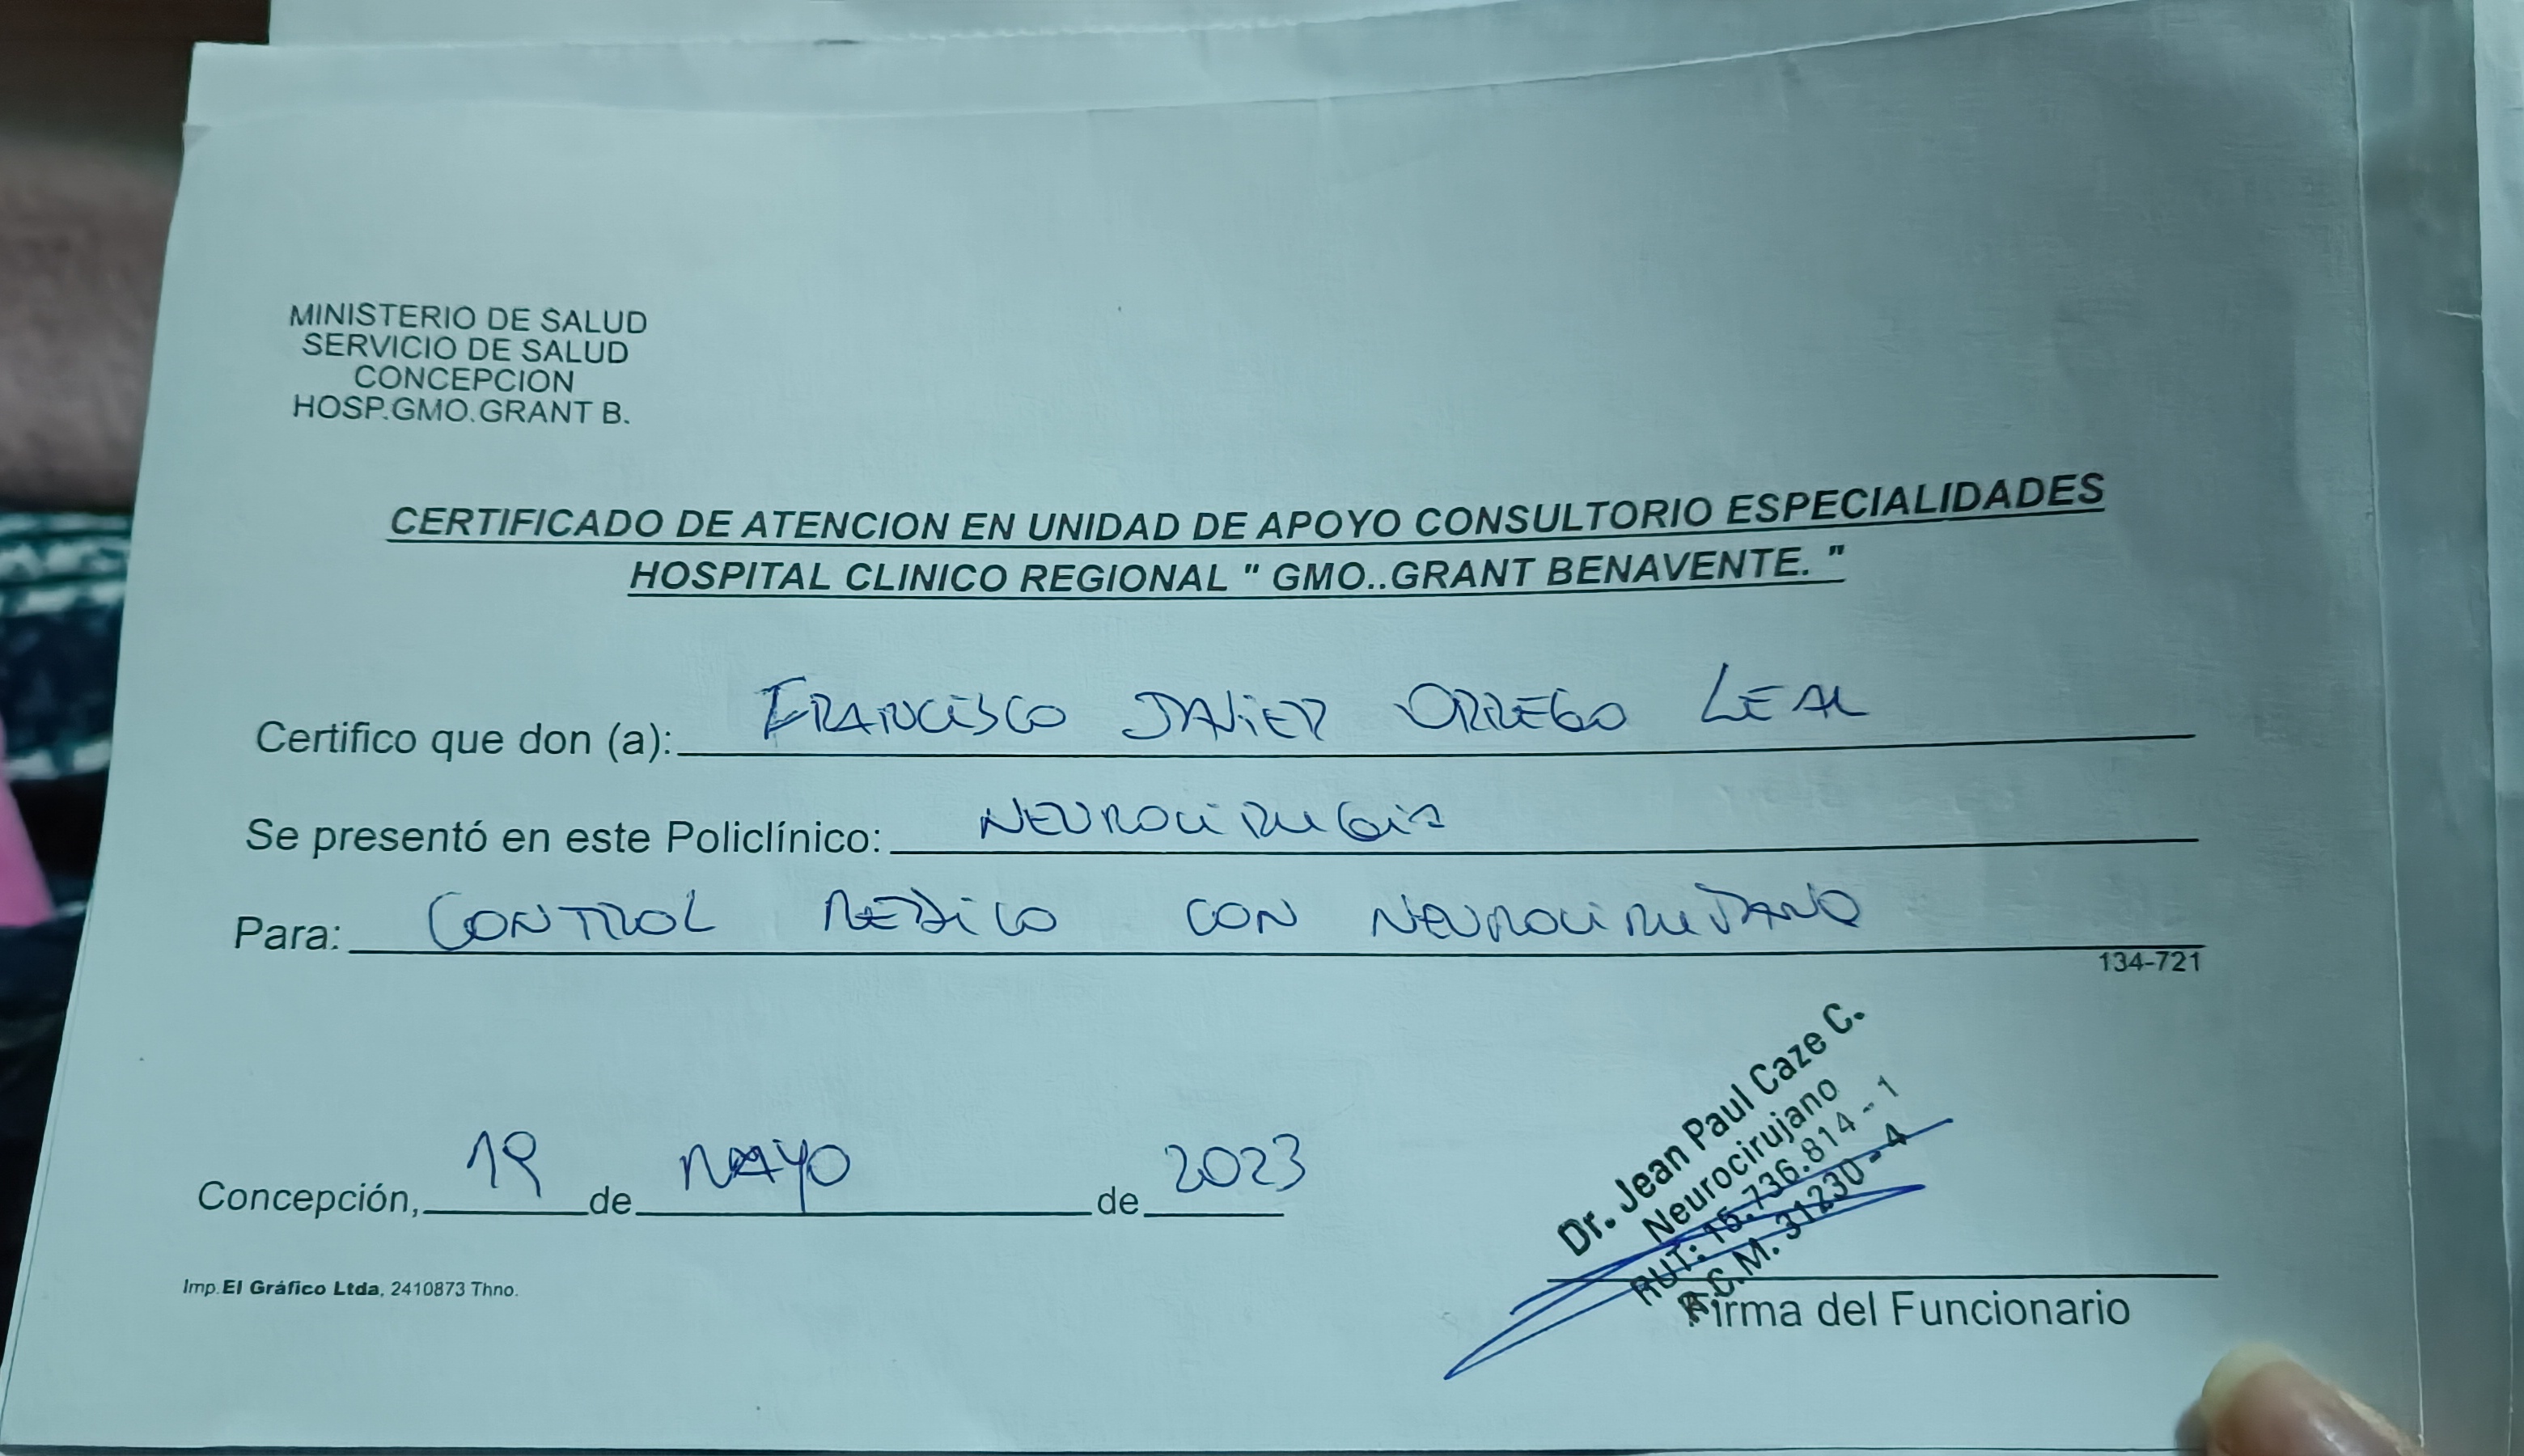 MINISTERIO DE SALUD
SERVICIO DE SALUD
CONCEPCION
HOSP.GMO.GRANT B.
CERTIFICADO DE ATENCION EN UNIDAD DE APOYO CONSULTORIO ESPECIALIDADES
HOSPITAL CLINICO REGIONAL " GMO..GRANT BENAVENTE. "
Certifico que don (a): FRANCISCO JAVIER ORREGO LEAL
Se presentó en este Policlínico: NEUROCIRUGIA
Para: CONTROL MEDICO CON NEUROCIRUJANO
134-721
Dr. Jean Paul Caze C.
Neurocirujano
RUT: 15.736.814 - 1
R.C.M. 31230 - 4
Concepción, 19 de MAYO de 2023
Firma del Funcionario
Imp. El Gráfico Ltda, 2410873 Thno.